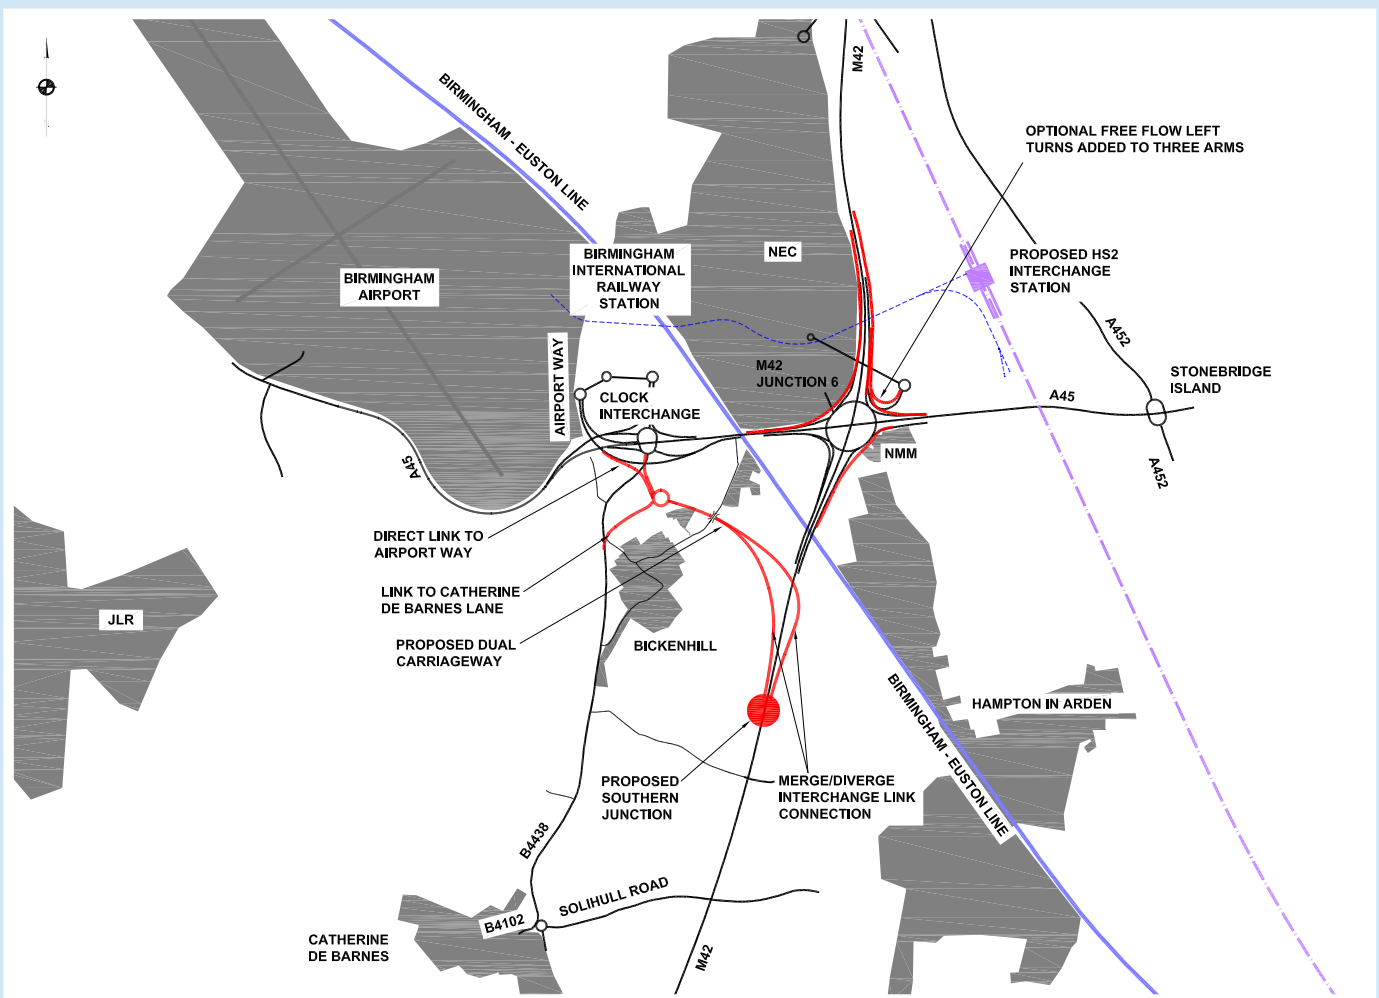 M42
BIRMINGHAM - EUSTON LINE
OPTIONAL FREE FLOW LEFT
TURNS ADDED TO THREE ARMS
NEC
BIRMINGHAM
INTERNATIONAL
RAILWAY
STATION
PROPOSED HS2
INTERCHANGE
STATION
BIRMINGHAM
AIRPORT
A452
AIRPORT WAY
M42
JUNCTION 6
STONEBRIDGE
ISLAND
CLOCK
INTERCHANGE
A45
A45
NMM
A452
DIRECT LINK TO
AIRPORT WAY
LINK TO CATHERINE
DE BARNES LANE
JLR
PROPOSED DUAL
CARRIAGEWAY
BICKENHILL
HAMPTON IN ARDEN
BIRMINGHAM - EUSTON LINE
PROPOSED
SOUTHERN
JUNCTION
MERGE/DIVERGE
INTERCHANGE LINK
CONNECTION
B4438
SOLIHULL ROAD
B4102
CATHERINE
DE BARNES
M42